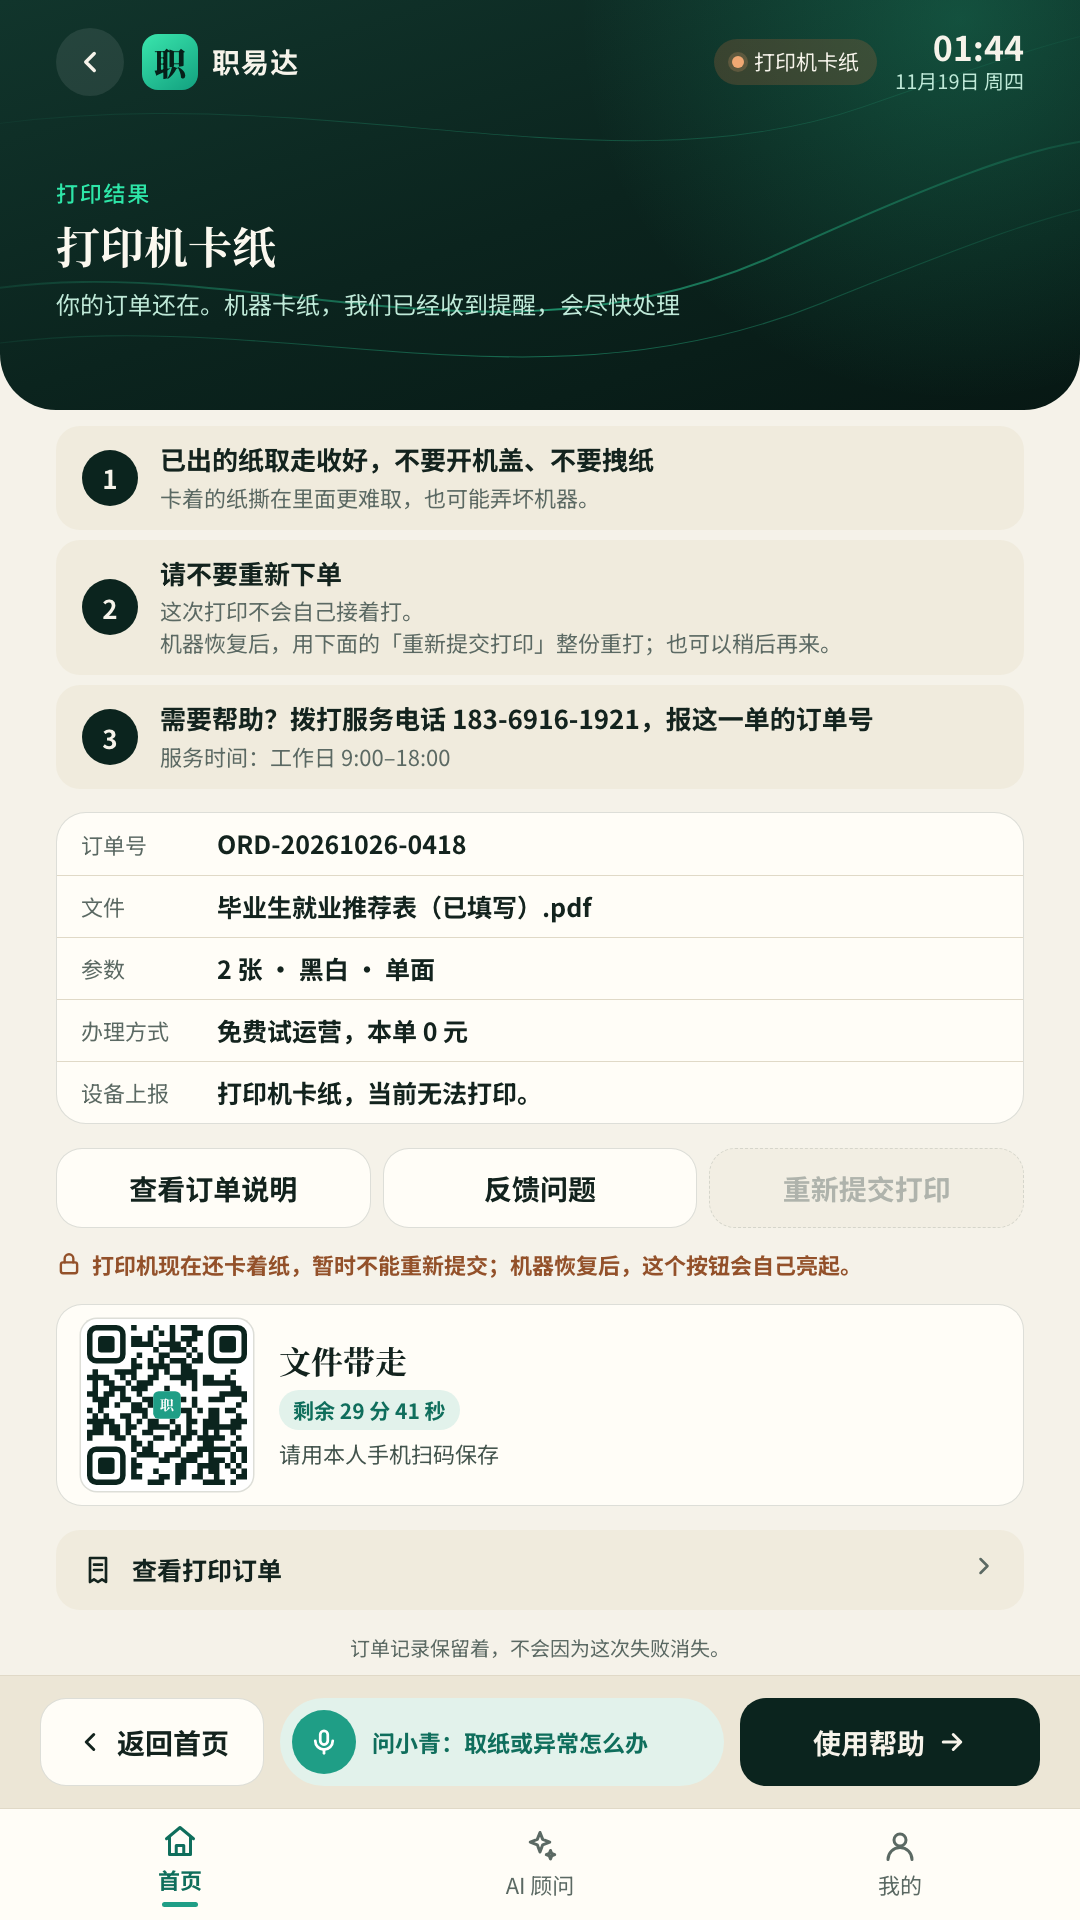 职
职易达
打印机卡纸
01:44
11月19日 周四
打印结果
打印机卡纸
你的订单还在。机器卡纸，我们已经收到提醒，会尽快处理
1
已出的纸取走收好，不要开机盖、不要拽纸
卡着的纸撕在里面更难取，也可能弄坏机器。
2
请不要重新下单
这次打印不会自己接着打。
机器恢复后，用下面的「重新提交打印」整份重打；也可以稍后再来。
3
需要帮助？拨打服务电话 183-6916-1921，报这一单的订单号
服务时间：工作日 9:00–18:00
订单号 ORD-20261026-0418
文件 毕业生就业推荐表（已填写）.pdf
参数 2 张 · 黑白 · 单面
办理方式 免费试运营，本单 0 元
设备上报 打印机卡纸，当前无法打印。
查看订单说明 反馈问题 重新提交打印
打印机现在还卡着纸，暂时不能重新提交；机器恢复后，这个按钮会自己亮起。
职
文件带走
剩余 29 分 41 秒
请用本人手机扫码保存
查看打印订单
订单记录保留着，不会因为这次失败消失。
返回首页 问小青：取纸或异常怎么办 使用帮助
首页 AI 顾问 我的